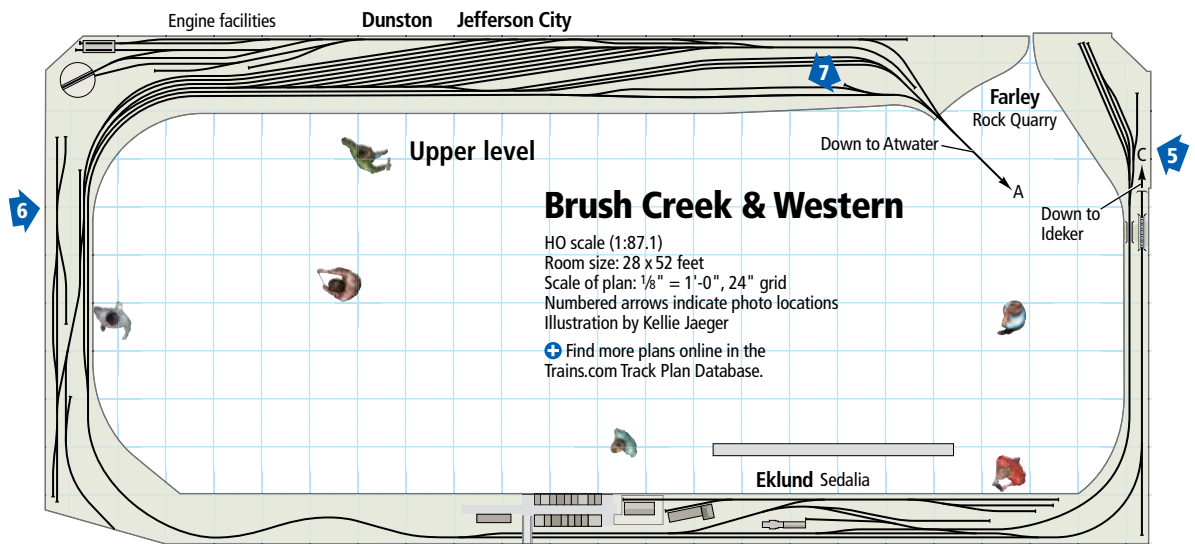 Engine facilities
Dunston Jefferson City
7
Farley
Rock Quarry
Down to Atwater
C
5
Upper level
A
6
Down to
Ideker
Brush Creek & Western
HO scale (1:87.1)
Room size: 28 x 52 feet
Scale of plan: 1/8" = 1'-0", 24" grid
Numbered arrows indicate photo locations
Illustration by Kellie Jaeger
Find more plans online in the
Trains.com Track Plan Database.
Eklund Sedalia